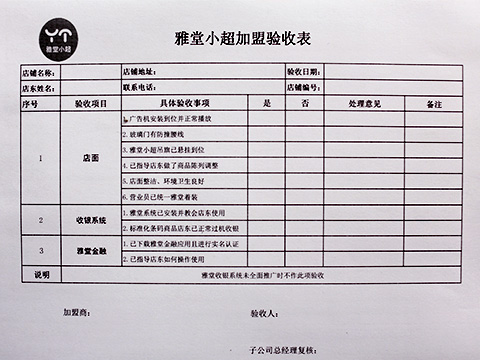 雅堂小超
雅堂小超加盟验收表
店铺名称： 店铺地址： 验收日期：
店东姓名： 联系电话： 店铺编号：
序号 验收项目 具体验收事项 是 否 处理意见 备注
1 店面
1.广告机安装到位并正常播放
2.玻璃门有防撞腰线
3.雅堂小超吊旗已悬挂到位
4.已指导店东做了商品陈列调整
5.店面整洁、环境卫生良好
6.营业员已统一雅堂着装
2 收银系统
1.雅堂系统已安装并教会店东使用
2.标准化条码商品店东已正常过机收银
3 雅堂金融
1.已下载雅堂金融应用且进行实名认证
2.已指导店东如何操作使用
说明 雅堂收银系统未全面推广时不作此项验收
加盟商： 验收人：
子公司总经理复核：